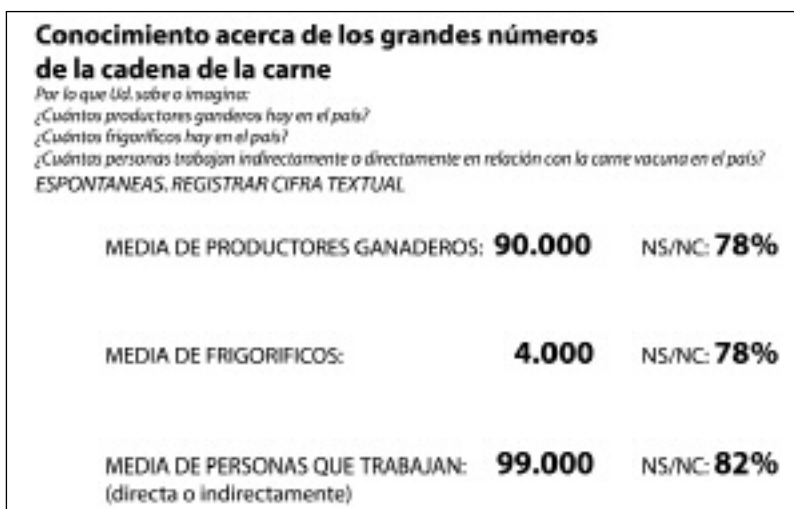 Conocimiento acerca de los grandes números
de la cadena de la carne
Por lo que Ud. sabe o imagina:
¿Cuántos productores ganderos hay en el país?
¿Cuántos frigoríficos hay en el país?
¿Cuántas personas trabajan indirectamente o directamente en relación con la carne vacuna en el país?
ESPONTANEAS. REGISTRAR CIFRA TEXTUAL
MEDIA DE PRODUCTORES GANADEROS: 90.000 NS/NC: 78%
MEDIA DE FRIGORIFICOS: 4.000 NS/NC: 78%
MEDIA DE PERSONAS QUE TRABAJAN: 99.000 NS/NC: 82%
(directa o indirectamente)